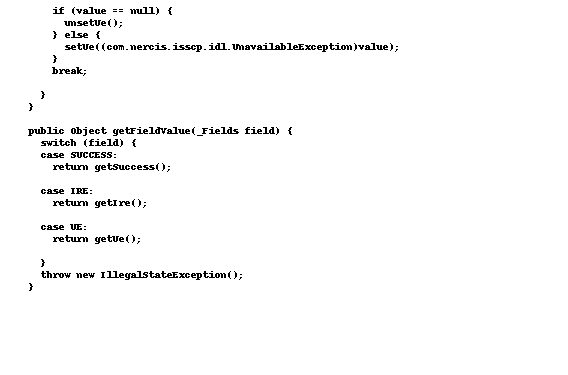 if (value == null) {
unsetUe();
} else {
setUe((com.nercis.isscp.idl.UnavailableException)value);
}
break;
}
}
public Object getFieldValue(_Fields field) {
switch (field) {
case SUCCESS:
return getSuccess();
case IRE:
return getIre();
case UE:
return getUe();
}
throw new IllegalStateException();
}